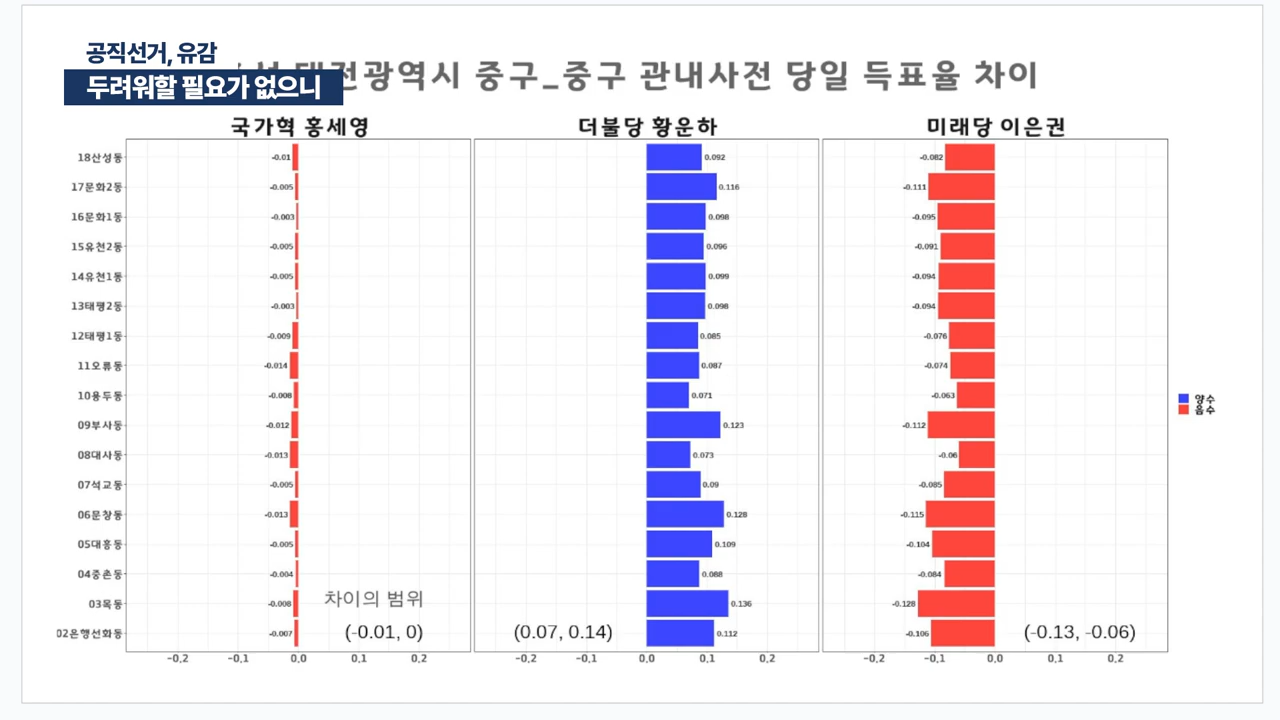 공직선거, 유감
두려워할 필요가 없으니
대전광역시 중구_중구 관내사전 당일 득표율 차이
국가혁 홍세영 더불당 황운하 미래당 이은권
18산성동 -0.01 0.092 -0.082
17문화2동 -0.005 0.116 -0.111
16문화1동 -0.003 0.098 -0.095
15유천2동 -0.005 0.096 -0.091
14유천1동 -0.005 0.099 -0.094
13태평2동 -0.003 0.098 -0.094
12태평1동 -0.009 0.085 -0.076
11오류동 -0.014 0.087 -0.074
10용두동 -0.008 0.071 -0.063
양수
음수
09부사동 -0.012 0.123 -0.112
08대사동 -0.013 0.073 -0.06
07석교동 -0.005 0.09 -0.085
06문창동 -0.013 0.128 -0.115
05대흥동 -0.005 0.109 -0.104
04중촌동 -0.004 0.088 -0.084
03목동 -0.008 차이의 범위 0.136 -0.128
02은행선화동 -0.007 (-0.01, 0) (0.07, 0.14) 0.112 -0.106 (-0.13, -0.06)
-0.2 -0.1 0.0 0.1 0.2 -0.2 -0.1 0.0 0.1 0.2 -0.2 -0.1 0.0 0.1 0.2